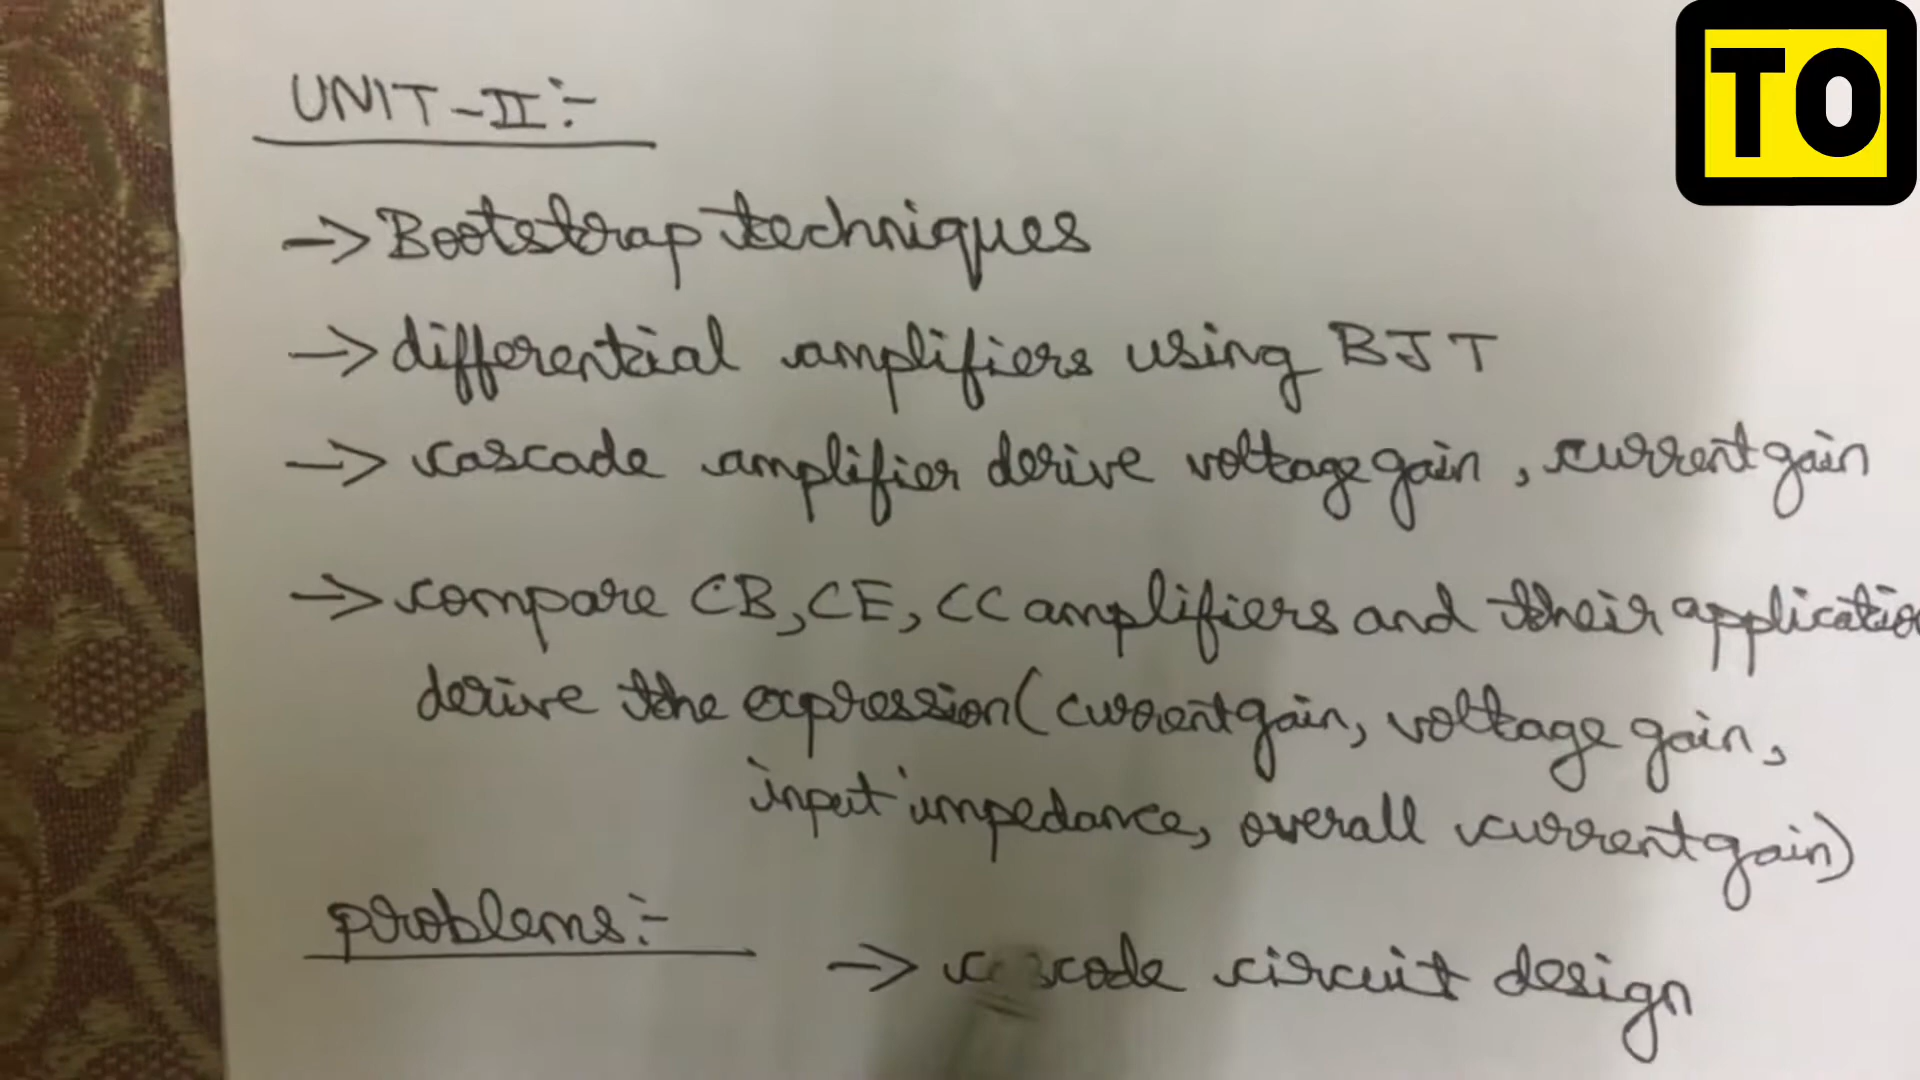 UNIT-II:-
TO
→ Bootstrap techniques
→ differential amplifiers using BJT
→ cascade amplifier derive voltage gain, current gain
→ compare CB, CE, CC amplifiers and their applicatio
derive the expression (current gain, voltage gain,
input impedance, overall current gain)
problems:-
→ circuit design